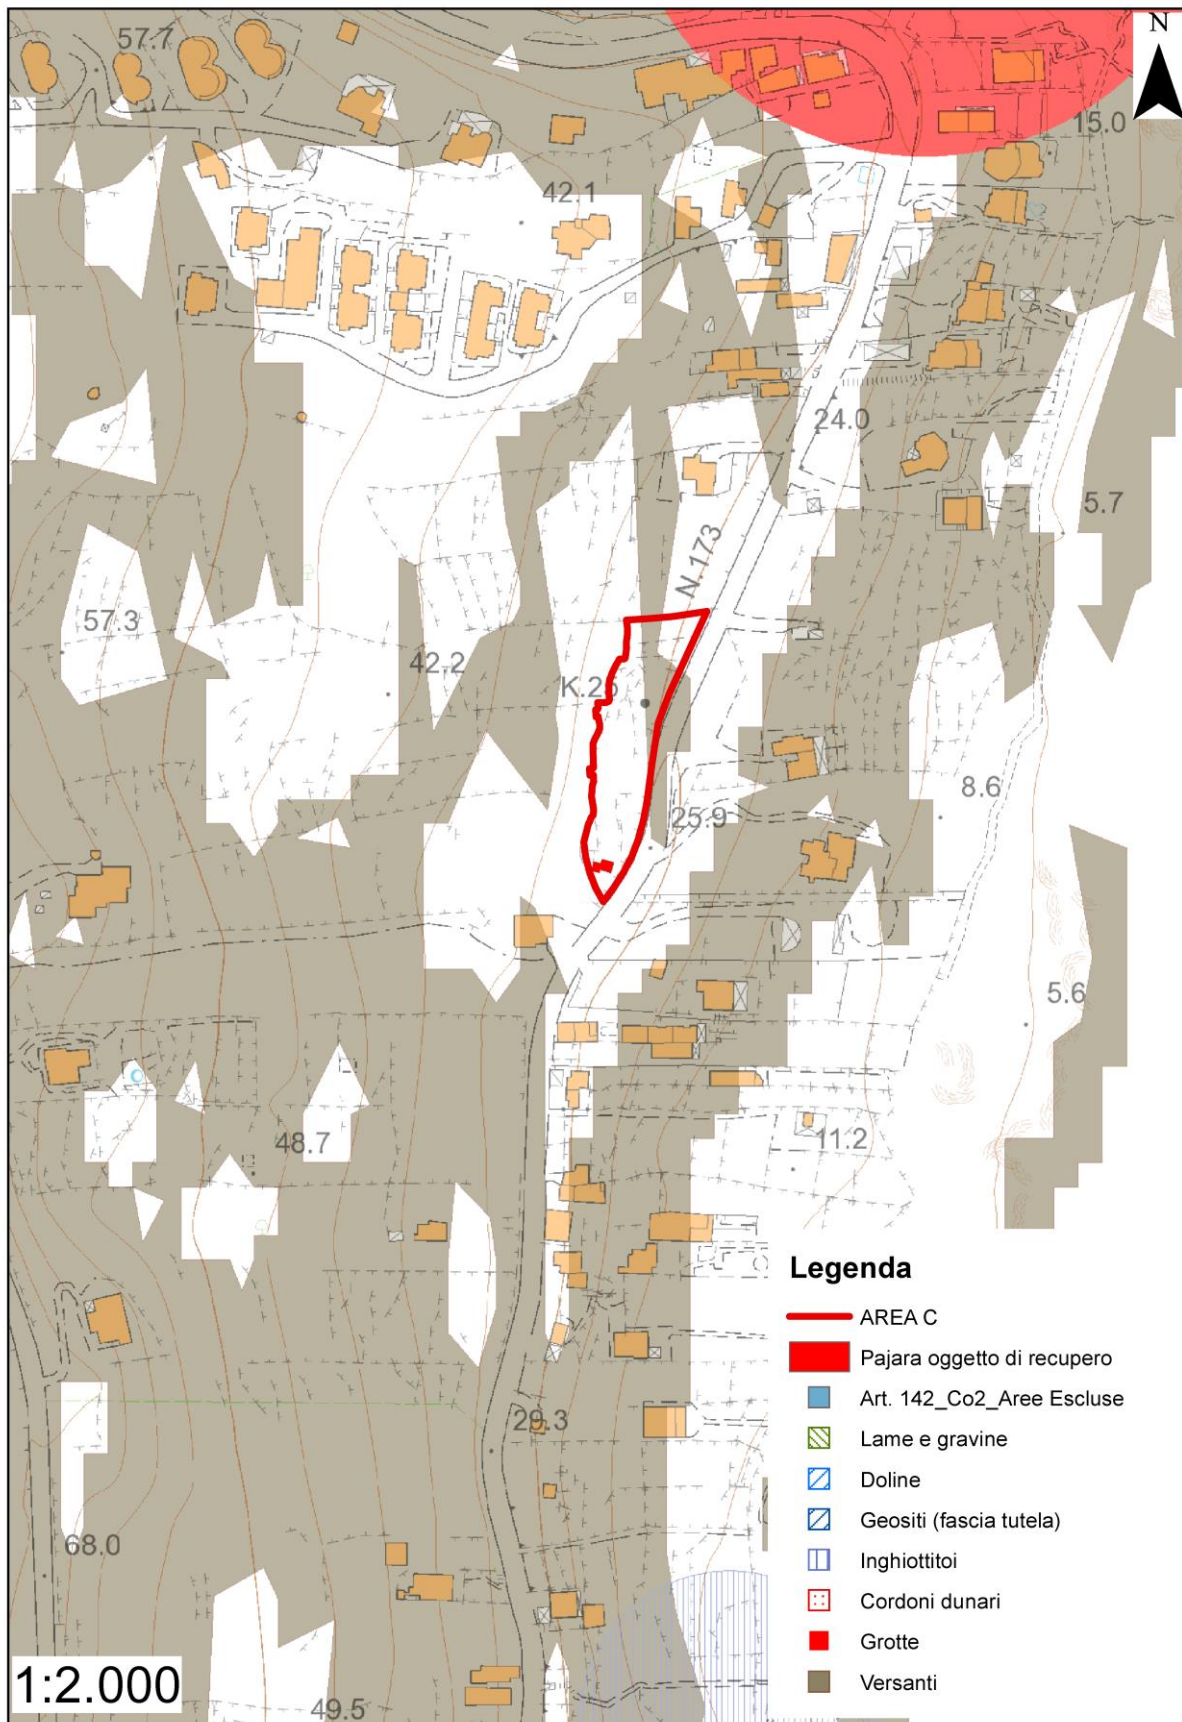 57.7
N
15.0
42.1
24.0
5.7
N.173
57.3
42.2
K.25
8.6
25.9
5.6
11.2
48.7
Legenda
AREA C
Pajara oggetto di recupero
Art. 142_Co2_Aree Escluse
29.3
Lame e gravine
Doline
Geositi (fascia tutela)
68.0
Inghiottitoi
Cordoni dunari
Grotte
1:2.000
Versanti
49.5